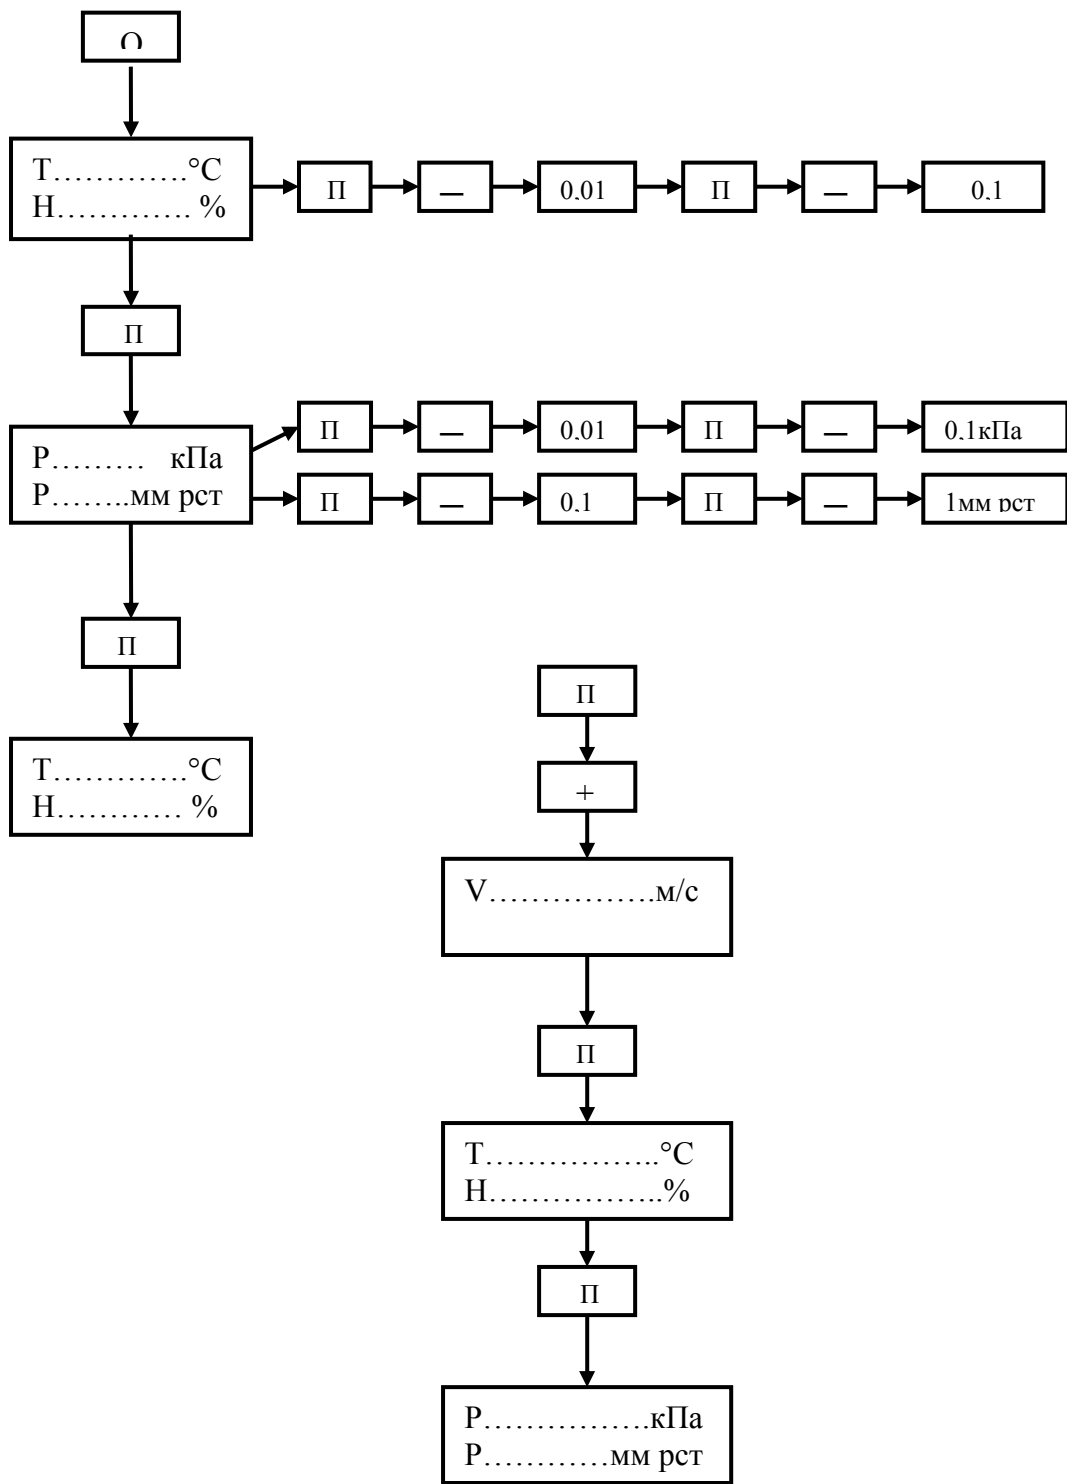 О
Т………….°С
Н…………. %
П
—
0,01
П
—
0,1
П
Р……… кПа
Р……..мм рст
П
—
0,01
П
—
0,1кПа
П
—
0,1
П
—
1мм рст
П
Т………….°С
Н………… %
П
+
V…………….м/с
П
Т……………..°С
Н……………..%
П
Р…………….кПа
Р…………мм рст